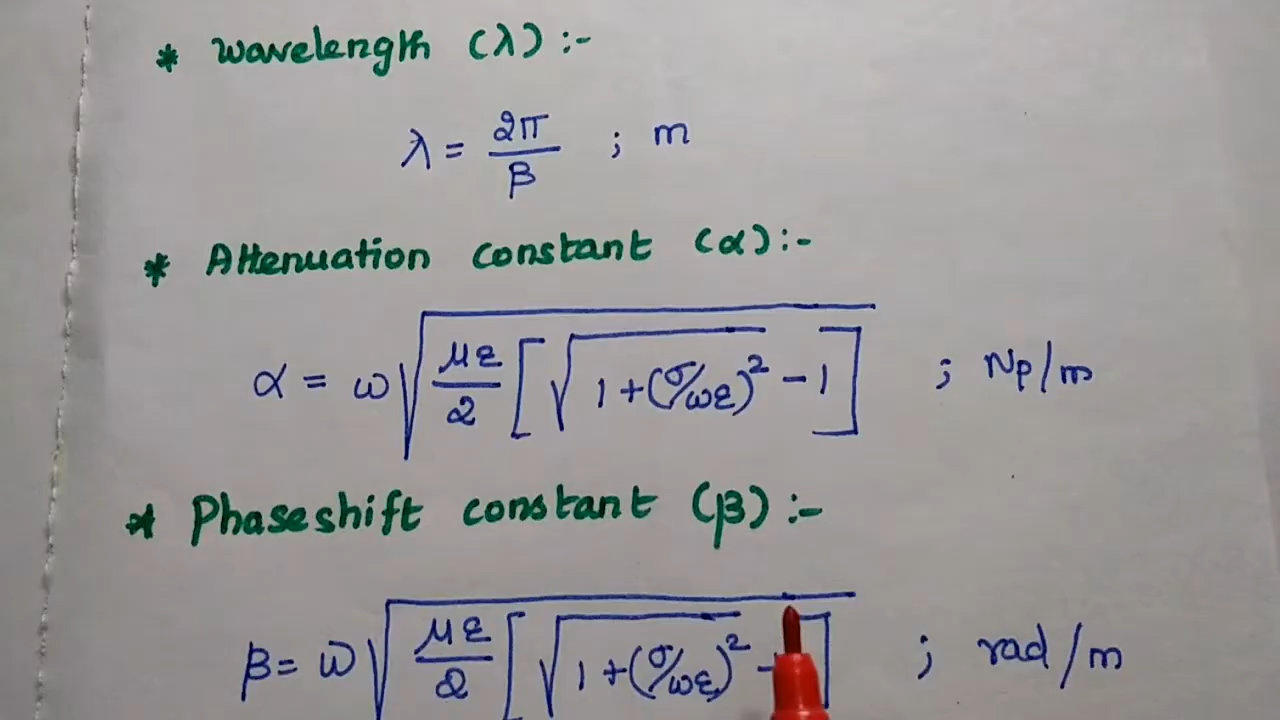 * Wavelength (λ) :-
λ = 2π/β ; m
* Attenuation constant (α) :-
α = ω√(με/2 [√(1+(σ/ωε)²) -1]) ; Np/m
* Phaseshift constant (β) :-
β = ω√(με/2 [√(1+(σ/ωε)²) ]) ; rad/m